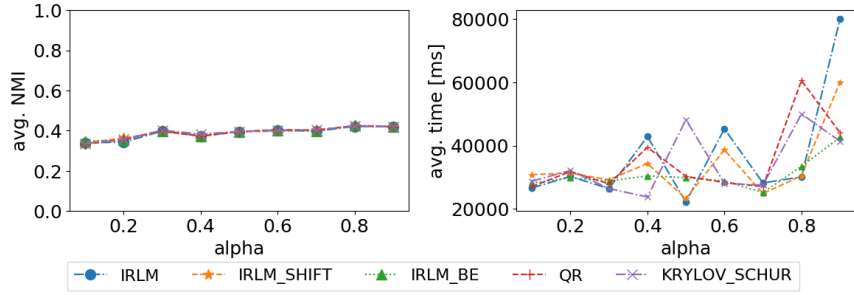 avg. NMI
1.0
0.8
0.6
0.4
0.2
0.0
0.2 0.4 0.6 0.8
alpha
avg. time [ms]
80000
60000
40000
20000
0.2 0.4 0.6 0.8
alpha
IRLM IRLM_SHIFT IRLM_BE QR KRYLOV_SCHUR